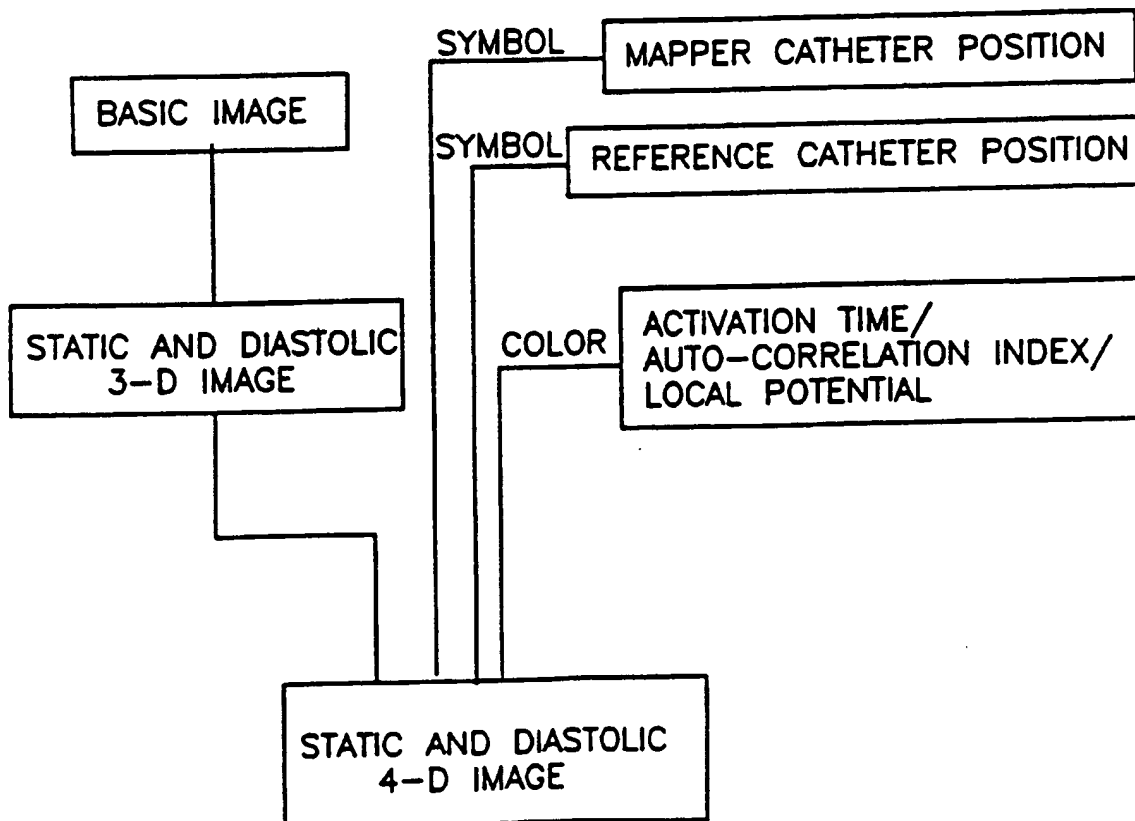 SYMBOL
MAPPER CATHETER POSITION
BASIC IMAGE
SYMBOL
REFERENCE CATHETER POSITION
STATIC AND DIASTOLIC
3-D IMAGE
COLOR
ACTIVATION TIME/
AUTO-CORRELATION INDEX/
LOCAL POTENTIAL
STATIC AND DIASTOLIC
4-D IMAGE